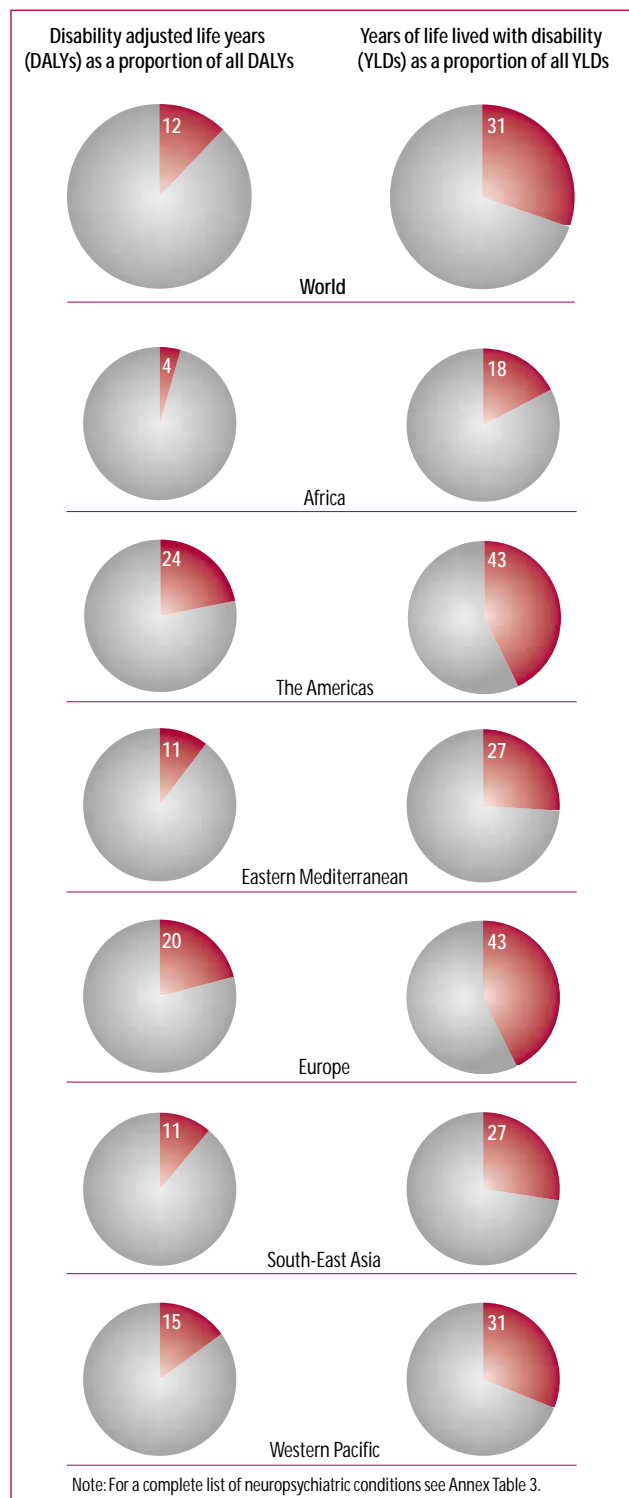 Disability adjusted life years
(DALYs) as a proportion of all DALYs
Years of life lived with disability
(YLDs) as a proportion of all YLDs
12
31
World
4
18
Africa
24
43
The Americas
11
27
Eastern Mediterranean
20
43
Europe
11
27
South-East Asia
15
31
Western Pacific
Note: For a complete list of neuropsychiatric conditions see Annex Table 3.